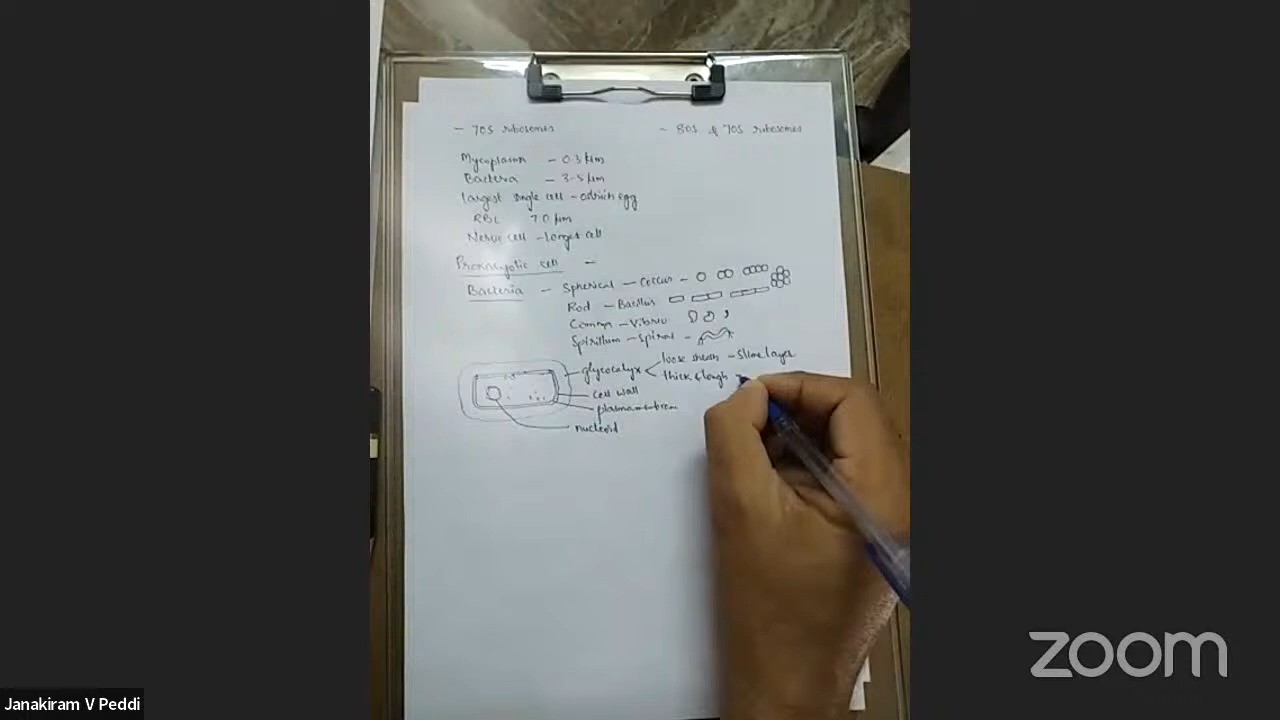 - 70S ribosomes
- 80S & 70S ribosomes
Mycoplasma - 0.3 μm
Bacteria - 3-5 μm
largest single cell - ostrich egg
RBC 7.0 μm
Nerve cell - longest cell
Prokaryotic cell -
Bacteria - Spherical - Coccus -
Rod - Bacillus
Comma - Vibrio
Spirillum - Spiral -
glycocalyx
loose sheath - slime layer
thick & tough
cell wall
plasmamembrane
nucleoid
Janakiram V Peddi
zoom